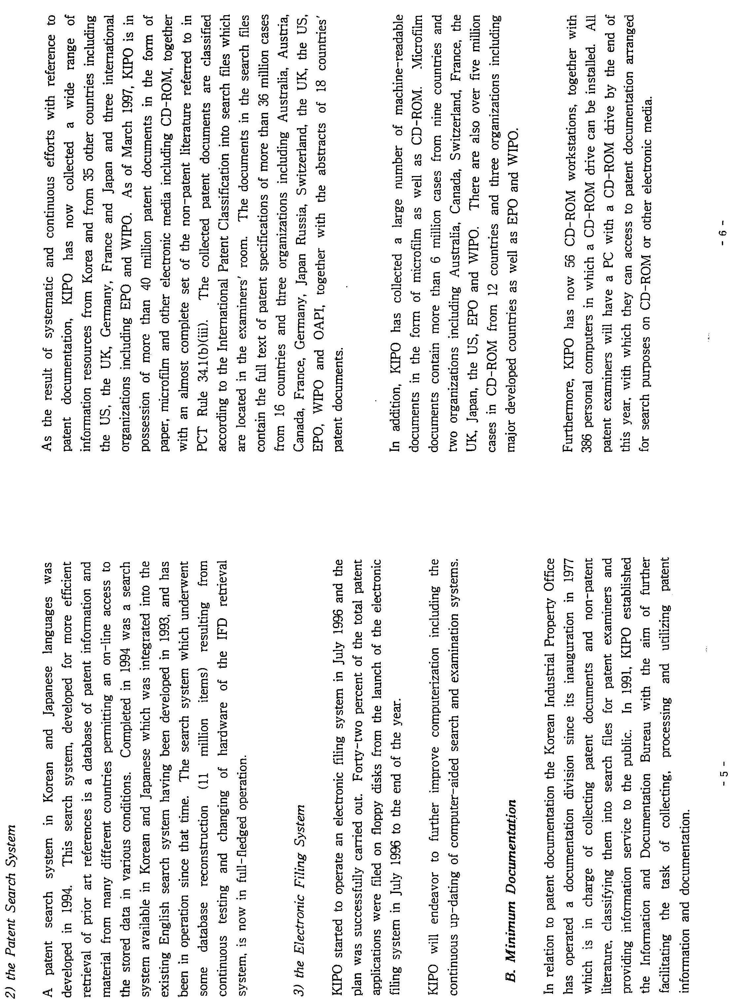 2) the Patent Search System
A patent search system in Korean and Japanese languages was
developed in 1994. This search system, developed for more efficient
retrieval of prior art references is a database of patent information and
material from many different countries permitting an on-line access to
the stored data in various conditions. Completed in 1994 was a search
system available in Korean and Japanese which was integrated into the
existing English search system having been developed in 1993, and has
been in operation since that time. The search system which underwent
some database reconstruction (11 million items) resulting from
continuous testing and changing of hardware of the IFD retrieval
system, is now in full-fledged operation.
3) the Electronic Filing System
KIPO started to operate an electronic filing system in July 1996 and the
plan was successfully carried out. Forty-two percent of the total patent
applications were filed on floppy disks from the launch of the electronic
filing system in July 1996 to the end of the year.
KIPO will endeavor to further improve computerization including the
continuous up-dating of computer-aided search and examination systems.
B. Minimum Documentation
In relation to patent documentation the Korean Industrial Property Office
has operated a documentation division since its inauguration in 1977
which is in charge of collecting patent documents and non-patent
literature, classifying them into search files for patent examiners and
providing information service to the public. In 1991, KIPO established
the Information and Documentation Bureau with the aim of further
facilitating the task of collecting, processing and utilizing patent
information and documentation.
- 5 -
As the result of systematic and continuous efforts with reference to
patent documentation, KIPO has now collected a wide range of
information resources from Korea and from 35 other countries including
the US, the UK, Germany, France and Japan and three international
organizations including EPO and WIPO. As of March 1997, KIPO is in
possession of more than 40 million patent documents in the form of
paper, microfilm and other electronic media including CD-ROM, together
with an almost complete set of the non-patent literature referred to in
PCT Rule 34.1(b)(iii). The collected patent documents are classified
according to the International Patent Classification into search files which
are located in the examiners' room. The documents in the search files
contain the full text of patent specifications of more than 36 million cases
from 16 countries and three organizations including Australia, Austria,
Canada, France, Germany, Japan Russia, Switzerland, the UK, the US,
EPO, WIPO and OAPI, together with the abstracts of 18 countries'
patent documents.
In addition, KIPO has collected a large number of machine-readable
documents in the form of microfilm as well as CD-ROM. Microfilm
documents contain more than 6 million cases from nine countries and
two organizations including Australia, Canada, Switzerland, France, the
UK, Japan, the US, EPO and WIPO. There are also over five million
cases in CD-ROM from 12 countries and three organizations including
major developed countries as well as EPO and WIPO.
Furthermore, KIPO has now 56 CD-ROM workstations, together with
386 personal computers in which a CD-ROM drive can be installed. All
patent examiners will have a PC with a CD-ROM drive by the end of
this year, with which they can access to patent documentation arranged
for search purposes on CD-ROM or other electronic media.
- 6 -